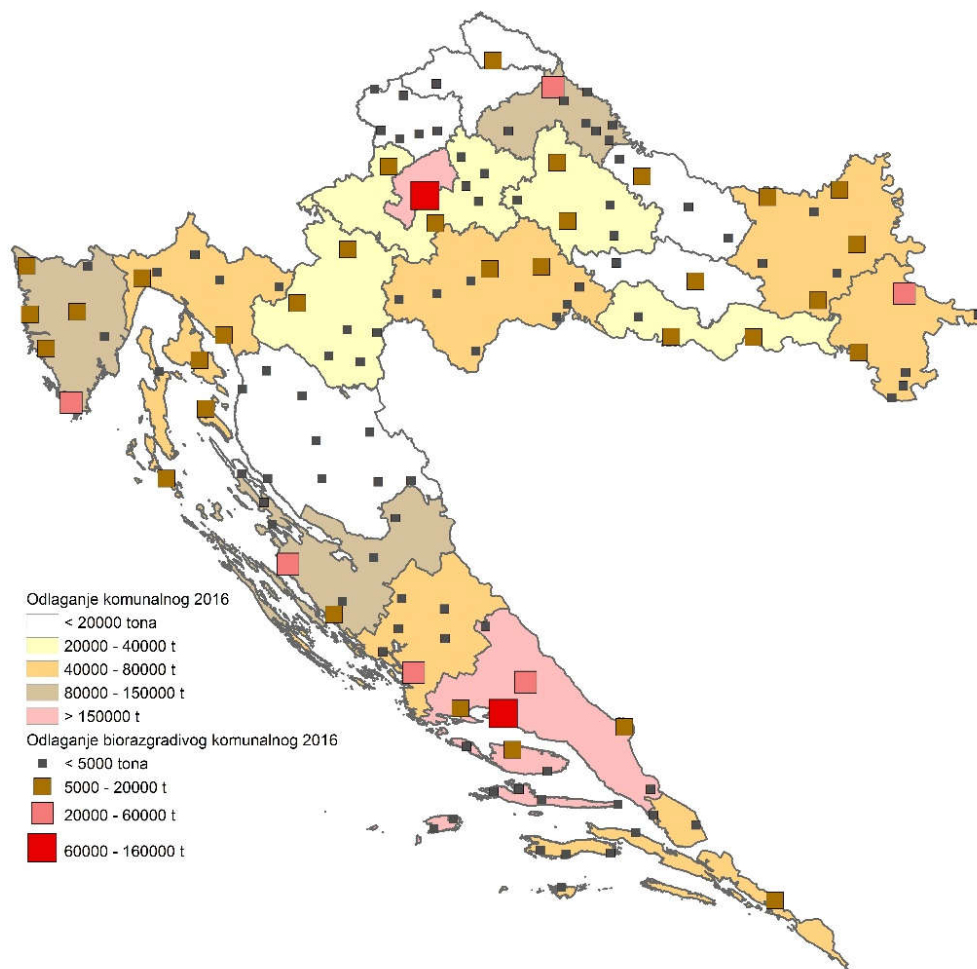 Odlaganje komunalnog 2016
< 20000 tona
20000 - 40000 t
40000 - 80000 t
80000 - 150000 t
> 150000 t
Odlaganje biorazgradivog komunalnog 2016
< 5000 tona
5000 - 20000 t
20000 - 60000 t
60000 - 160000 t